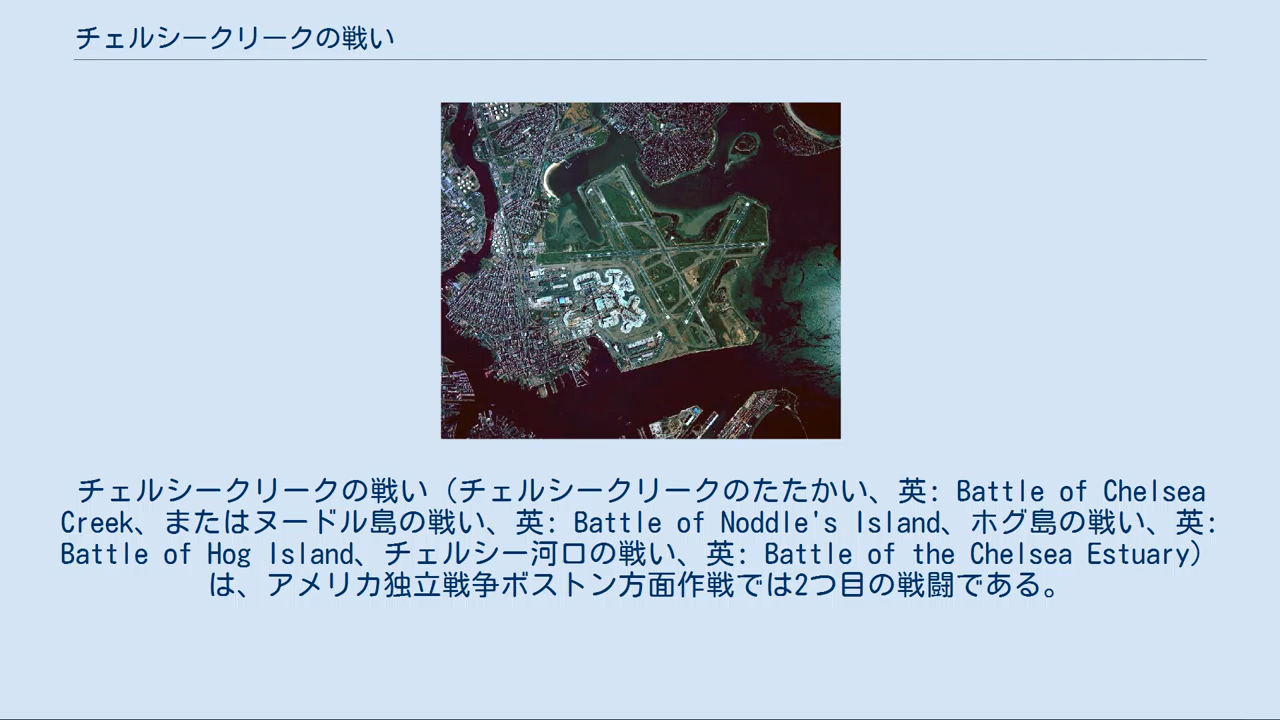 チェルシークリークの戦い
チェルシークリークの戦い（チェルシークリークのたたかい、英: Battle of Chelsea
Creek、またはヌードル島の戦い、英: Battle of Noddle's Island、ホグ島の戦い、英:
Battle of Hog Island、チェルシー河口の戦い、英: Battle of the Chelsea Estuary）
は、アメリカ独立戦争ボストン方面作戦では2つ目の戦闘である。